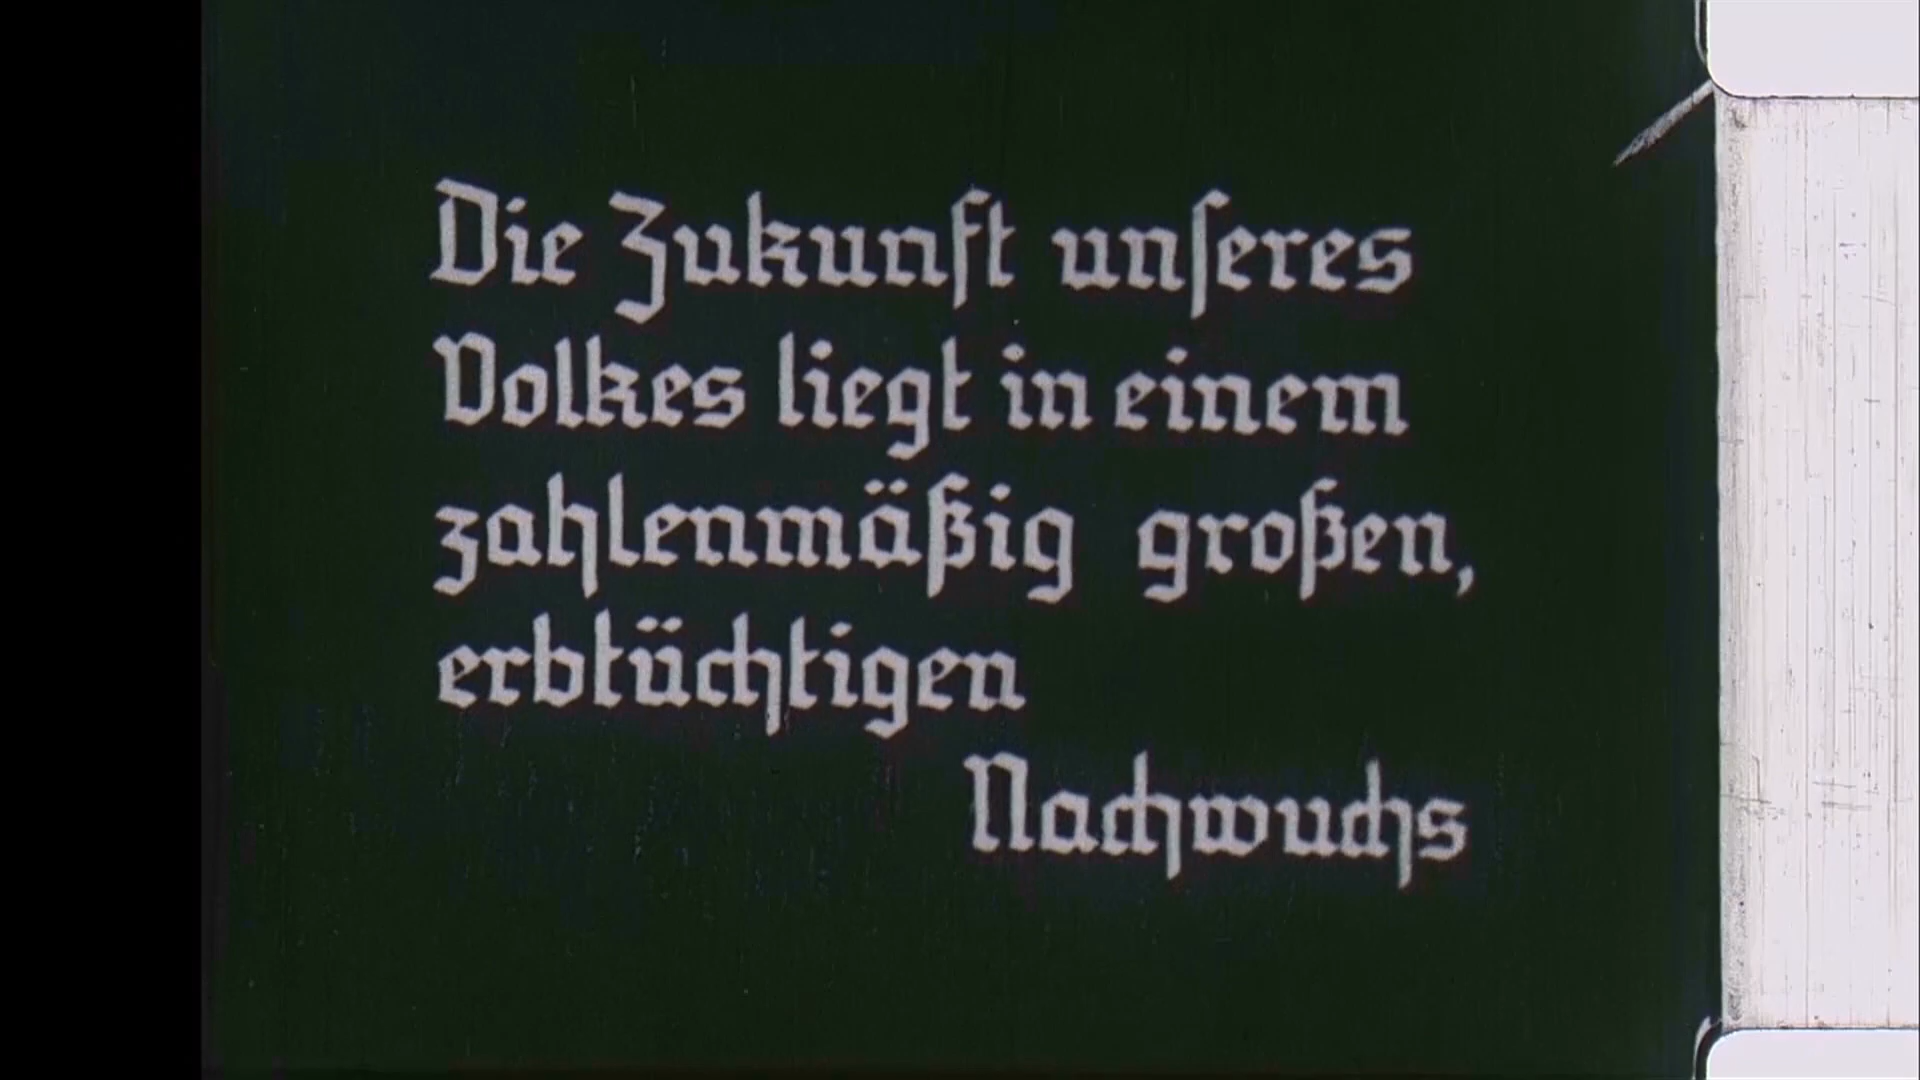 Die Zukunft unſeres
Volkes liegt in einem
zahlenmäßig großen,
erbtüchtigen
Nachwuchs